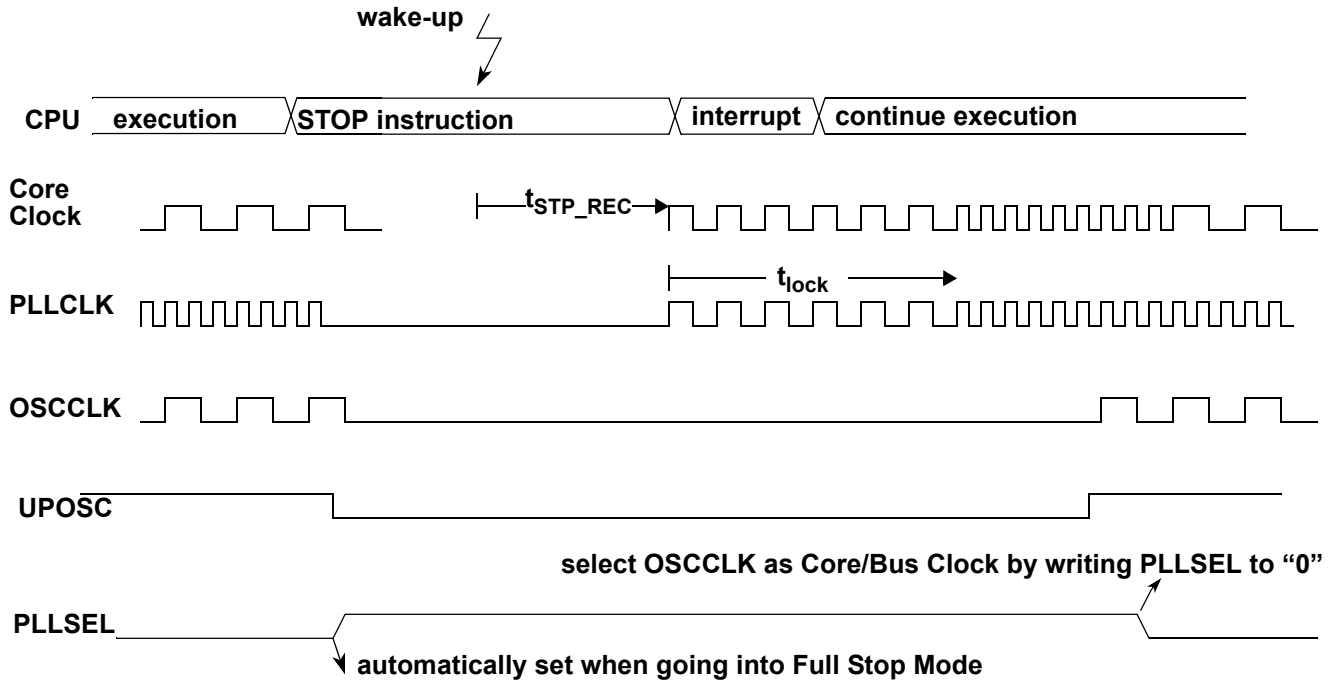 wake-up
CPU execution STOP instruction interrupt continue execution
Core
Clock
tSTP_REC
tlock
PLLCLK
OSCCLK
UPOSC
select OSCCLK as Core/Bus Clock by writing PLLSEL to “0”
PLLSEL
automatically set when going into Full Stop Mode